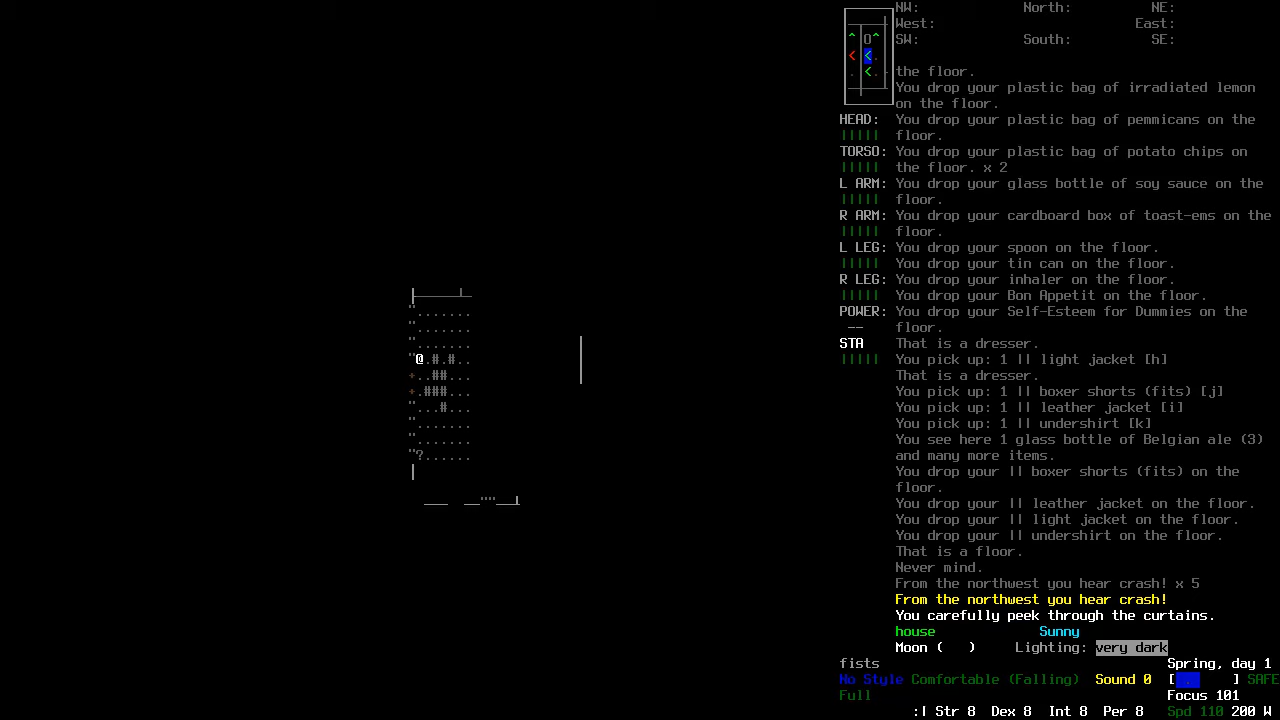 NW: North: NE:
West: East:
SW: South: SE:
the floor.
You drop your plastic bag of irradiated lemon
on the floor.
HEAD: You drop your plastic bag of pemmicans on the
||||| floor.
TORSO: You drop your plastic bag of potato chips on
||||| the floor. x 2
L ARM: You drop your glass bottle of soy sauce on the
||||| floor.
R ARM: You drop your cardboard box of toast-ems on the
||||| floor.
L LEG: You drop your spoon on the floor.
||||| You drop your tin can on the floor.
R LEG: You drop your inhaler on the floor.
||||| You drop your Bon Appetit on the floor.
POWER: You drop your Self-Esteem for Dummies on the
-- floor.
STA That is a dresser.
||||| You pick up: 1 || light jacket [h]
That is a dresser.
You pick up: 1 || boxer shorts (fits) [j]
You pick up: 1 || leather jacket [i]
You pick up: 1 || undershirt [k]
You see here 1 glass bottle of Belgian ale (3)
and many more items.
You drop your || boxer shorts (fits) on the
floor.
You drop your || leather jacket on the floor.
You drop your || light jacket on the floor.
You drop your || undershirt on the floor.
That is a floor.
Never mind.
From the northwest you hear crash! x 5
From the northwest you hear crash!
You carefully peek through the curtains.
house Sunny
Moon (   ) Lighting: very dark
fists Spring, day 1
No Style Comfortable (Falling) Sound 0 [..  ] SAFE
Full Focus 101
:| Str 8 Dex 8 Int 8 Per 8 Spd 110 200 W